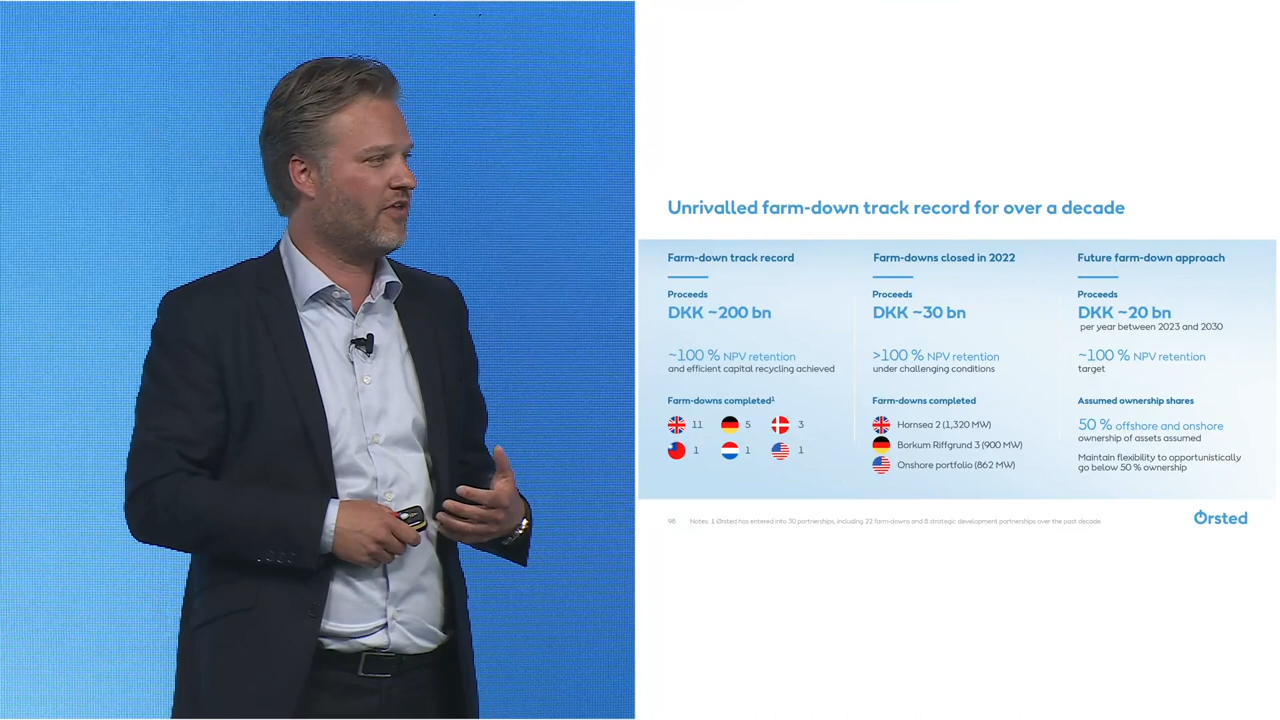 Unrivalled farm-down track record for over a decade
Farm-down track record
Proceeds
DKK ~200 bn
~100 % NPV retention
and efficient capital recycling achieved
Farm-downs completed¹
11 5 3
1 1 1
Farm-downs closed in 2022
Proceeds
DKK ~30 bn
>100 % NPV retention
under challenging conditions
Farm-downs completed
Hornsea 2 (1,320 MW)
Borkum Riffgrund 3 (900 MW)
Onshore portfolio (862 MW)
Future farm-down approach
Proceeds
DKK ~20 bn
per year between 2023 and 2030
~100 % NPV retention
target
Assumed ownership shares
50 % offshore and onshore
ownership of assets assumed
Maintain flexibility to opportunistically
go below 50 % ownership
98 Notes: 1 Ørsted has entered into 30 partnerships, including 22 farm-downs and 8 strategic development partnerships over the past decade.
Ørsted